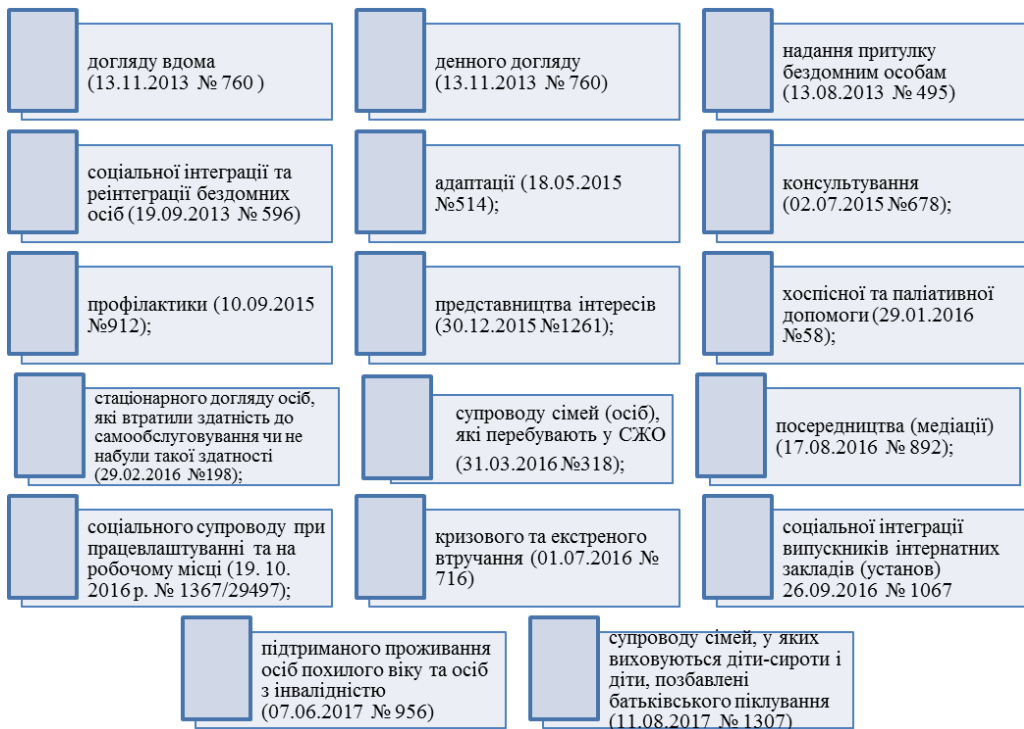 догляду вдома
(13.11.2013 № 760 )
денного догляду
(13.11.2013 № 760)
надання притулку
бездомним особам
(13.08.2013 № 495)
соціальної інтеграції та
реінтеграції бездомних
осіб (19.09.2013 № 596)
адаптації (18.05.2015
№514);
консультування
(02.07.2015 №678);
профілактики (10.09.2015
№912);
представництва інтересів
(30.12.2015 №1261);
хоспісної та паліативної
допомоги (29.01.2016
№58);
стаціонарного догляду осіб,
які втратили здатність до
самообслуговування чи не
набули такої здатності
(29.02.2016 №198);
супроводу сімей (осіб),
які перебувають у СЖО
(31.03.2016 №318);
посередництва (медіації)
(17.08.2016 № 892);
соціального супроводу при
працевлаштуванні та на
робочому місці (19. 10.
2016 р. № 1367/29497);
кризового та екстреного
втручання (01.07.2016 №
716)
соціальної інтеграції
випускників інтернатних
закладів (установ)
26.09.2016 № 1067
підтриманого проживання
осіб похилого віку та осіб
з інвалідністю
(07.06.2017 № 956)
супроводу сімей, у яких
виховуються діти-сироти і
діти, позбавлені
батьківського піклування
(11.08.2017 № 1307)